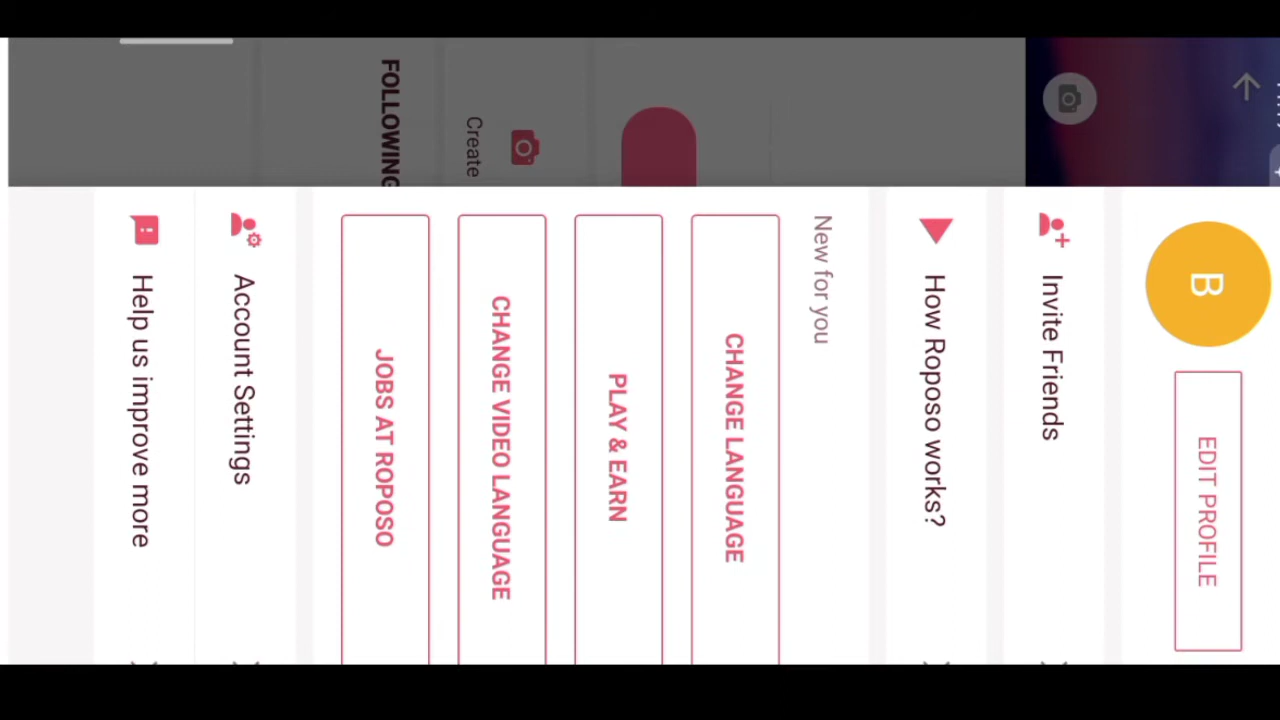 B
EDIT PROFILE
Invite Friends
How Roposo works?
New for you
CHANGE LANGUAGE
PLAY & EARN
CHANGE VIDEO LANGUAGE
JOBS AT ROPOSO
Account Settings
Help us improve more
Create
FOLLOWING